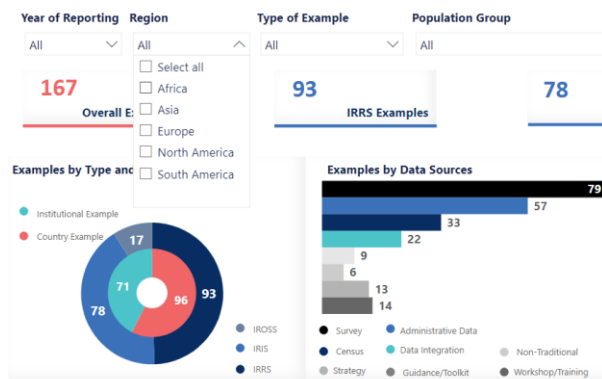 Year of Reporting Region Type of Example Population Group
All All All All
Select all
Africa
Asia
Europe
North America
South America
167
Overall
93
IRRS Examples
78
Examples by Type and
Institutional Example
Country Example
17
71
96
93
78
IROSS
IRIS
IRRS
Examples by Data Sources
79
57
33
22
9
6
13
14
Survey Administrative Data
Census Data Integration Non-Traditional
Strategy Guidance/Toolkit Workshop/Training